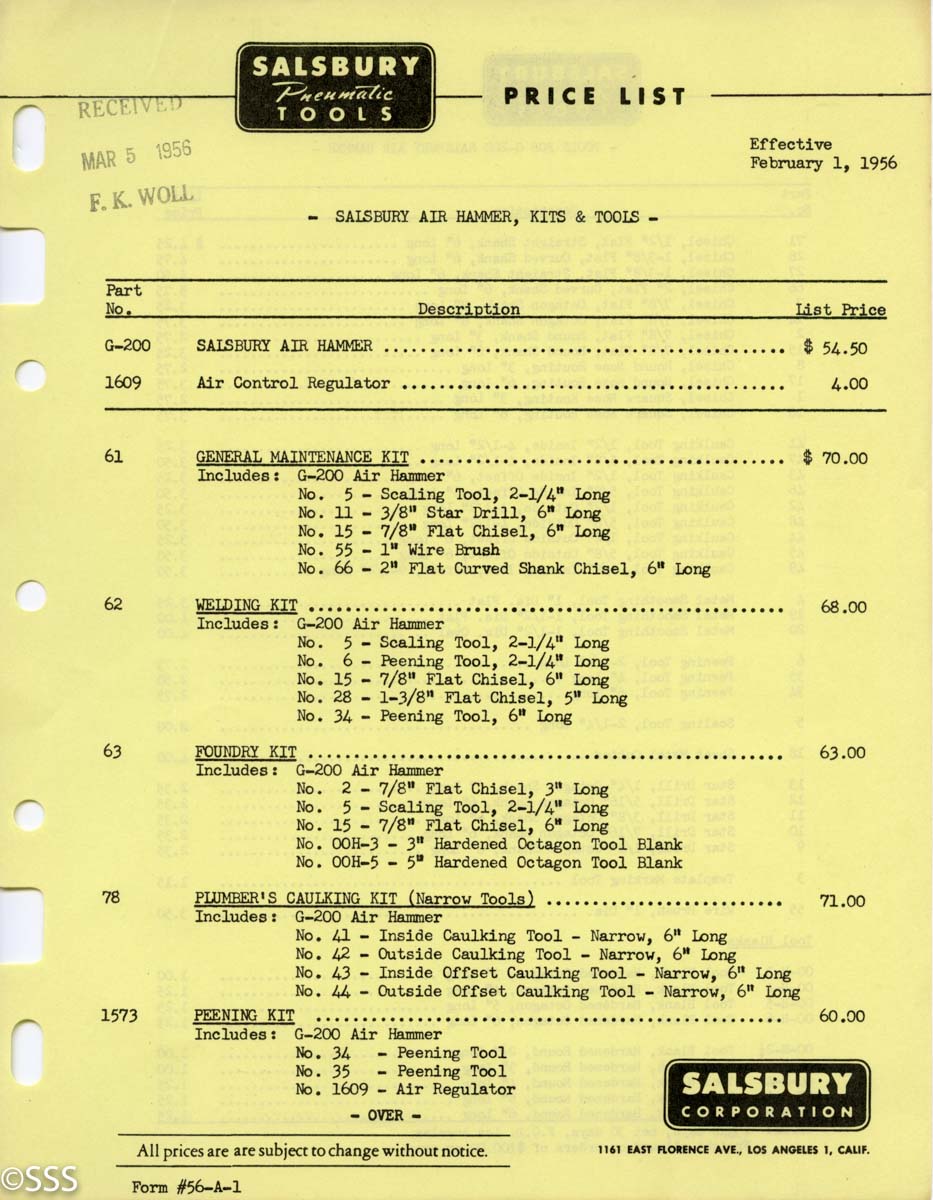 SALSBURY
Pneumatic
TOOLS
PRICE LIST
RECEIVED
MAR 5 1956
F. K. WOLL
Effective
February 1, 1956
- SALSBURY AIR HAMMER, KITS & TOOLS -
Part
No. Description List Price
G-200 SALSBURY AIR HAMMER ........................................... $ 54.50
1609 Air Control Regulator ......................................... 4.00
61 GENERAL MAINTENANCE KIT ....................................... $ 70.00
Includes: G-200 Air Hammer
No. 5 - Scaling Tool, 2-1/4" Long
No. 11 - 3/8" Star Drill, 6" Long
No. 15 - 7/8" Flat Chisel, 6" Long
No. 55 - 1" Wire Brush
No. 66 - 2" Flat Curved Shank Chisel, 6" Long
62 WELDING KIT ................................................... 68.00
Includes: G-200 Air Hammer
No. 5 - Scaling Tool, 2-1/4" Long
No. 6 - Peening Tool, 2-1/4" Long
No. 15 - 7/8" Flat Chisel, 6" Long
No. 28 - 1-3/8" Flat Chisel, 5" Long
No. 34 - Peening Tool, 6" Long
63 FOUNDRY KIT ................................................... 63.00
Includes: G-200 Air Hammer
No. 2 - 7/8" Flat Chisel, 3" Long
No. 5 - Scaling Tool, 2-1/4" Long
No. 15 - 7/8" Flat Chisel, 6" Long
No. OOH-3 - 3" Hardened Octagon Tool Blank
No. OOH-5 - 5" Hardened Octagon Tool Blank
78 PLUMBER'S CAULKING KIT (Narrow Tools) .......................... 71.00
Includes: G-200 Air Hammer
No. 41 - Inside Caulking Tool - Narrow, 6" Long
No. 42 - Outside Caulking Tool - Narrow, 6" Long
No. 43 - Inside Offset Caulking Tool - Narrow, 6" Long
No. 44 - Outside Offset Caulking Tool - Narrow, 6" Long
1573 PEENING KIT .................................................. 60.00
Includes: G-200 Air Hammer
No. 34 - Peening Tool
No. 35 - Peening Tool
No. 1609 - Air Regulator
- OVER -
SALSBURY
CORPORATION
All prices are are subject to change without notice.
1161 EAST FLORENCE AVE., LOS ANGELES 1, CALIF.
©SSS
Form #56-A-1